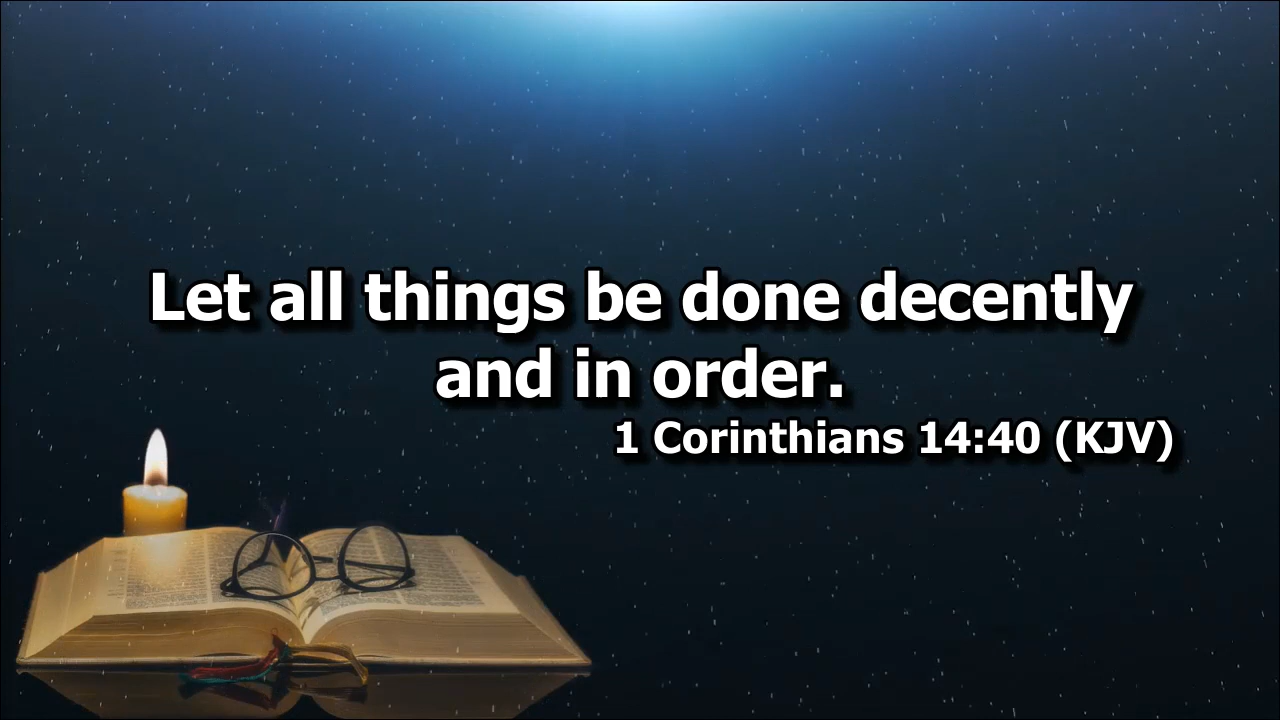 Let all things be done decently
and in order.
1 Corinthians 14:40 (KJV)